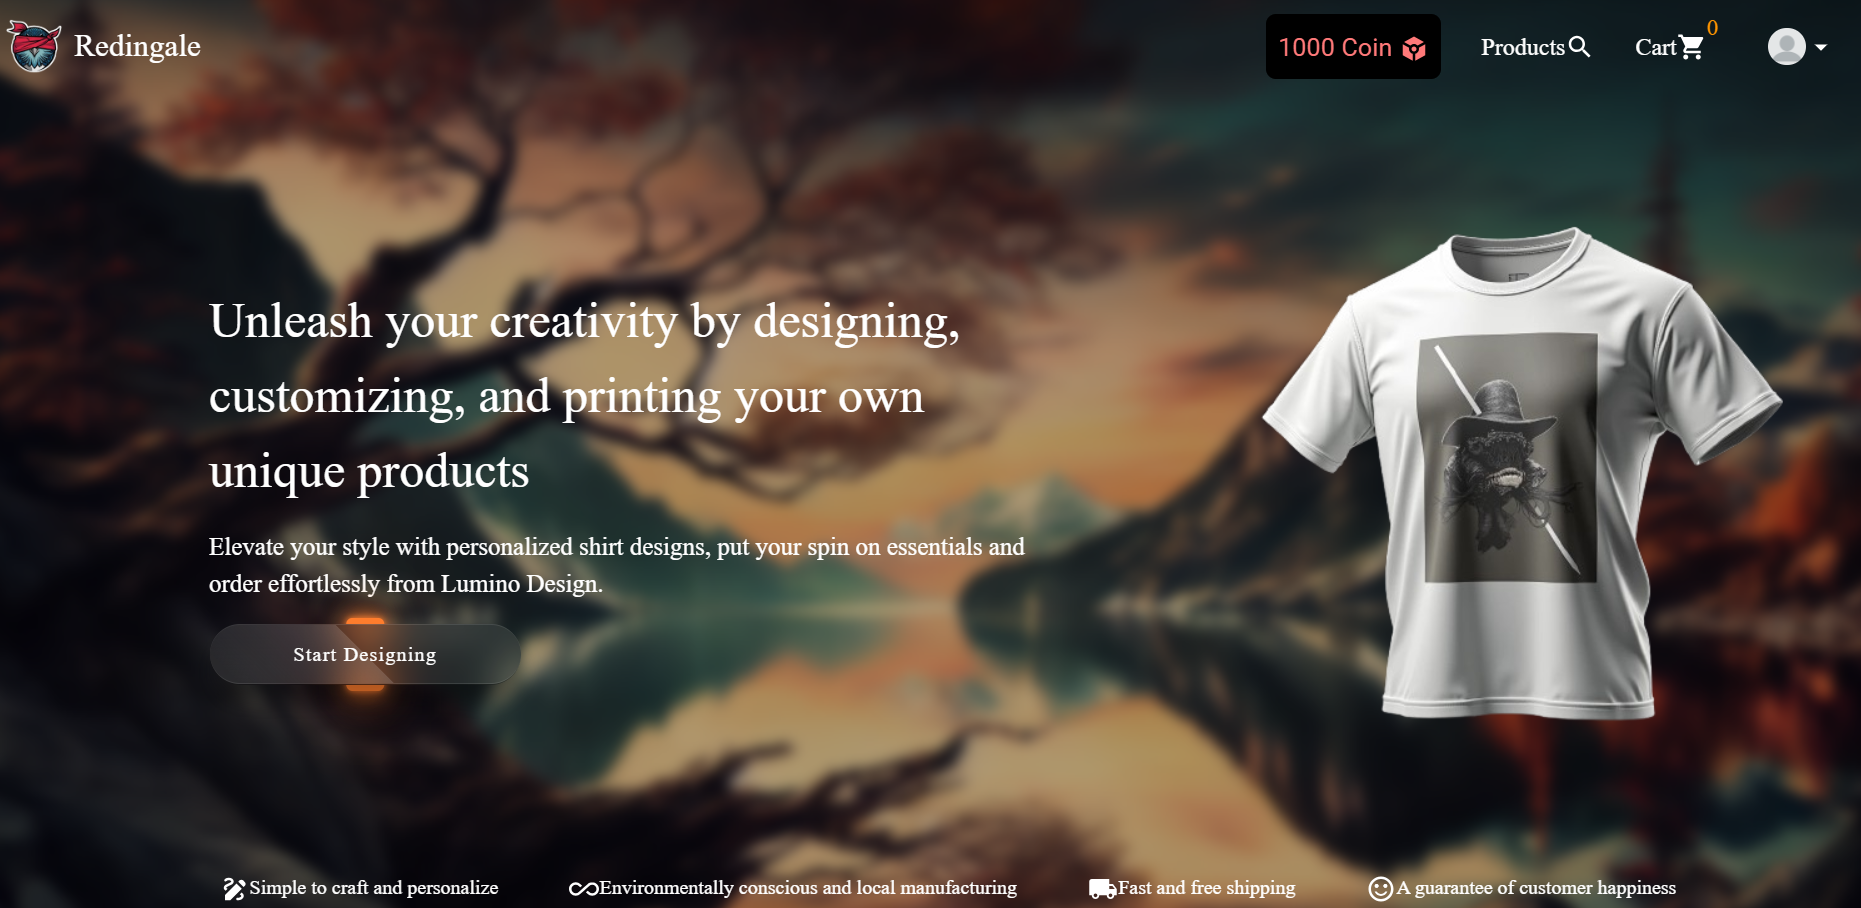 Redingale
1000 Coin
Products
Cart
0
Unleash your creativity by designing,
customizing, and printing your own
unique products
Elevate your style with personalized shirt designs, put your spin on essentials and
order effortlessly from Lumino Design.
Start Designing
Simple to craft and personalize
Environmentally conscious and local manufacturing
Fast and free shipping
A guarantee of customer happiness